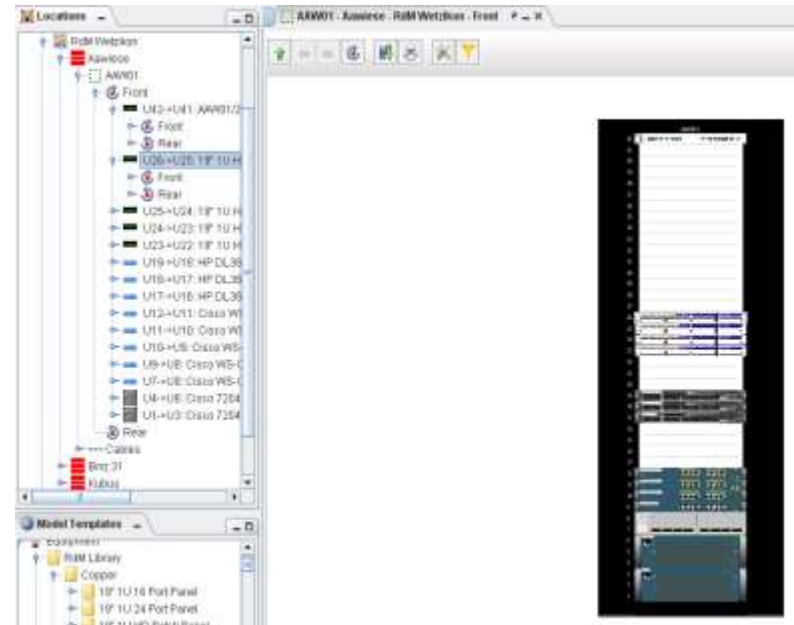 Locations
RdM Wetzikon
Aawiese
AAW01
Front
U42->U41: AAW01/2
Front
Rear
U26->U25: 19" 1U H
Front
Rear
U25->U24: 19" 1U H
U24->U23: 19" 1U H
U23->U22: 19" 1U H
U19->U18: HP DL36
U18->U17: HP DL36
U17->U16: HP DL36
U12->U11: Cisco WS
U11->U10: Cisco WS
U10->U9: Cisco WS-
U9->U8: Cisco WS-C
U7->U6: Cisco WS-C
U4->U6: Cisco 7204
U1->U3: Cisco 7204
Rear
Cables
Binz 31
Kubus
Model Templates
Equipment
RdM Library
Copper
19" 1U 16 Port Panel
19" 1U 24 Port Panel
AAW01 - Aawiese - RdM Wetzikon - Front